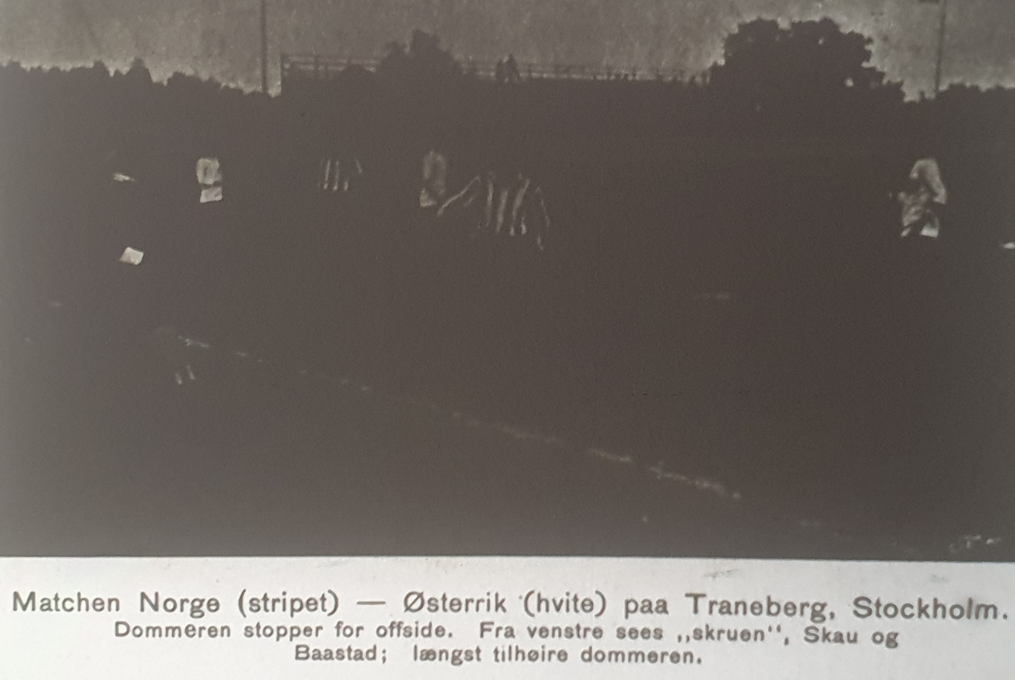 Matchen Norge (stripet) — Østerrik (hvite) paa Traneberg, Stockholm.
Dommeren stopper for offside. Fra venstre sees ,,skruen‘‘, Skau og
Baastad; længst tilhøire dommeren.